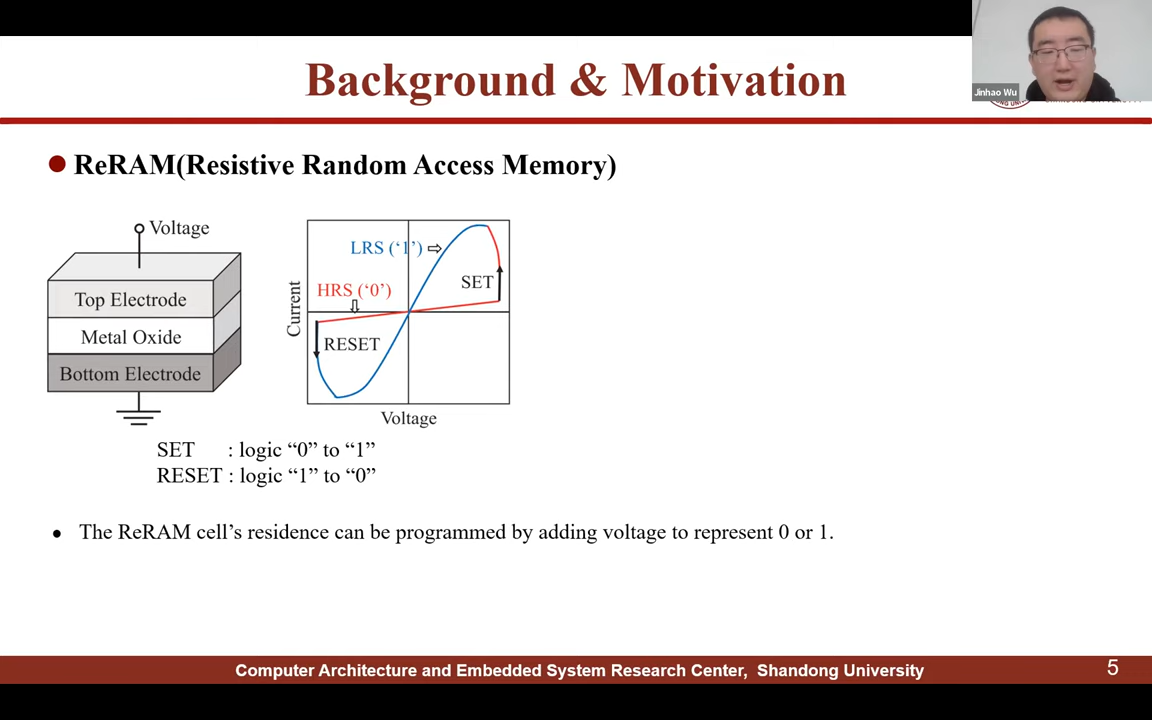 Background & Motivation
Jinhao Wu
ReRAM(Resistive Random Access Memory)
Voltage
Top Electrode
Metal Oxide
Bottom Electrode
LRS (‘1’)
HRS (‘0’)
SET
RESET
Current
Voltage
SET : logic “0” to “1”
RESET : logic “1” to “0”
The ReRAM cell’s residence can be programmed by adding voltage to represent 0 or 1.
Computer Architecture and Embedded System Research Center, Shandong University
5